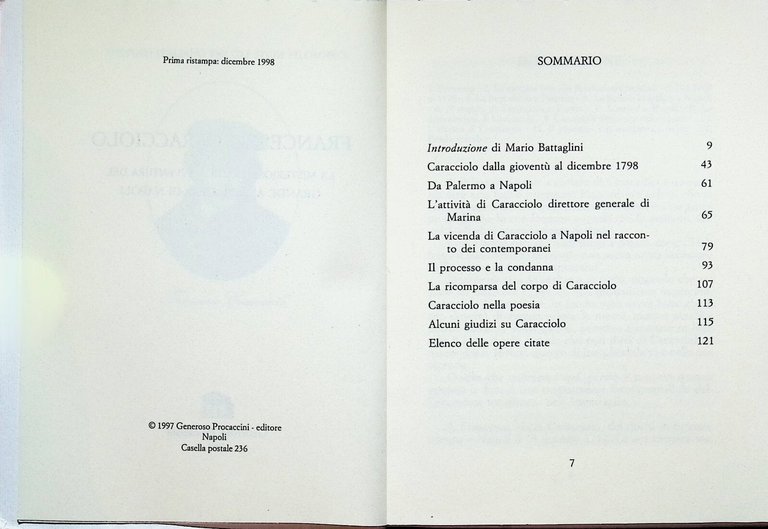 Prima ristampa: dicembre 1998
© 1997 Generoso Procaccini - editore
Napoli
Casella postale 236
SOMMARIO
Introduzione di Mario Battaglini 9
Caracciolo dalla gioventù al dicembre 1798 43
Da Palermo a Napoli 61
L'attività di Caracciolo direttore generale di
Marina 65
La vicenda di Caracciolo a Napoli nel raccon-
to dei contemporanei 79
Il processo e la condanna 93
La ricomparsa del corpo di Caracciolo 107
Caracciolo nella poesia 113
Alcuni giudizi su Caracciolo 115
Elenco delle opere citate 121
7